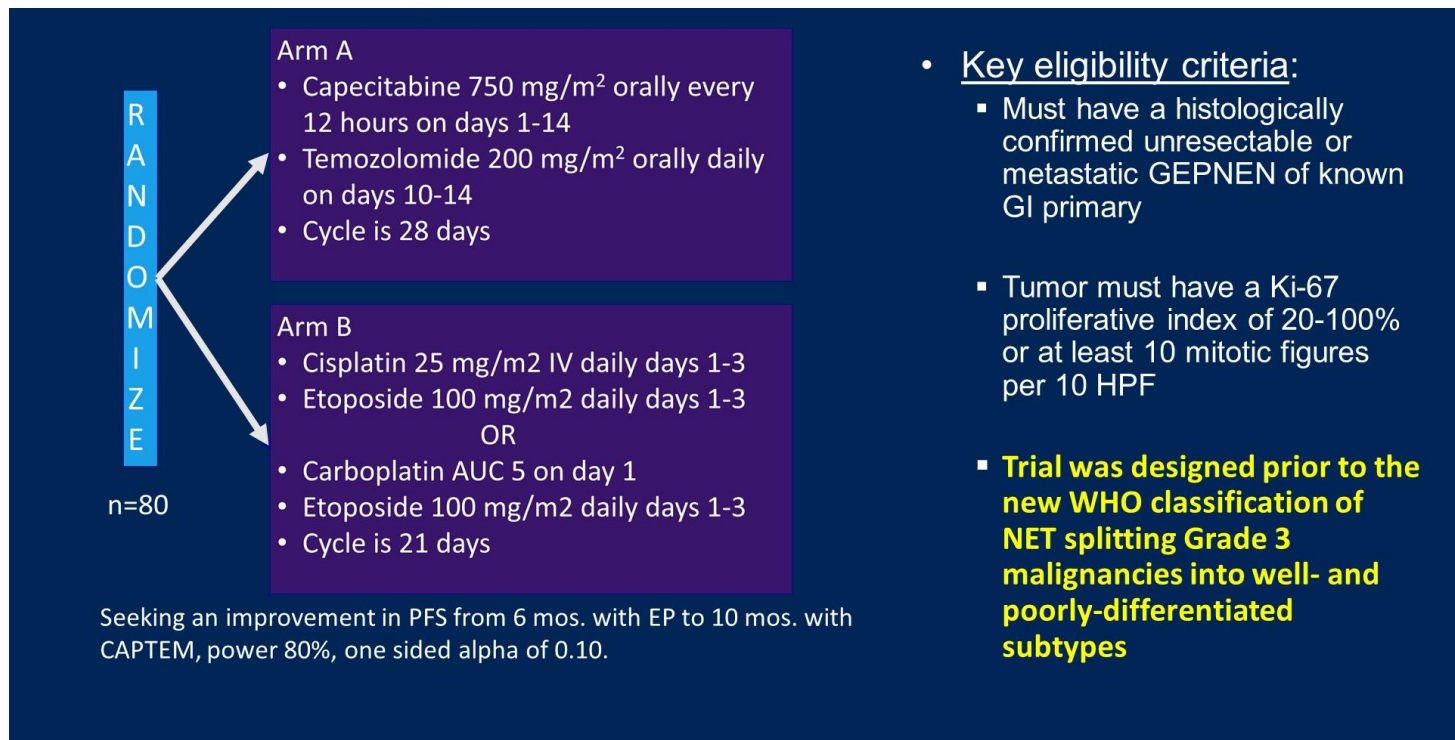 R
A
N
D
O
M
I
Z
E
n=80
Arm A
• Capecitabine 750 mg/m² orally every
12 hours on days 1-14
• Temozolomide 200 mg/m² orally daily
on days 10-14
• Cycle is 28 days
Arm B
• Cisplatin 25 mg/m2 IV daily days 1-3
• Etoposide 100 mg/m2 daily days 1-3
OR
• Carboplatin AUC 5 on day 1
• Etoposide 100 mg/m2 daily days 1-3
• Cycle is 21 days
Seeking an improvement in PFS from 6 mos. with EP to 10 mos. with
CAPTEM, power 80%, one sided alpha of 0.10.
• Key eligibility criteria:
▪ Must have a histologically
confirmed unresectable or
metastatic GEPNEN of known
GI primary
▪ Tumor must have a Ki-67
proliferative index of 20-100%
or at least 10 mitotic figures
per 10 HPF
▪ Trial was designed prior to the
new WHO classification of
NET splitting Grade 3
malignancies into well- and
poorly-differentiated
subtypes